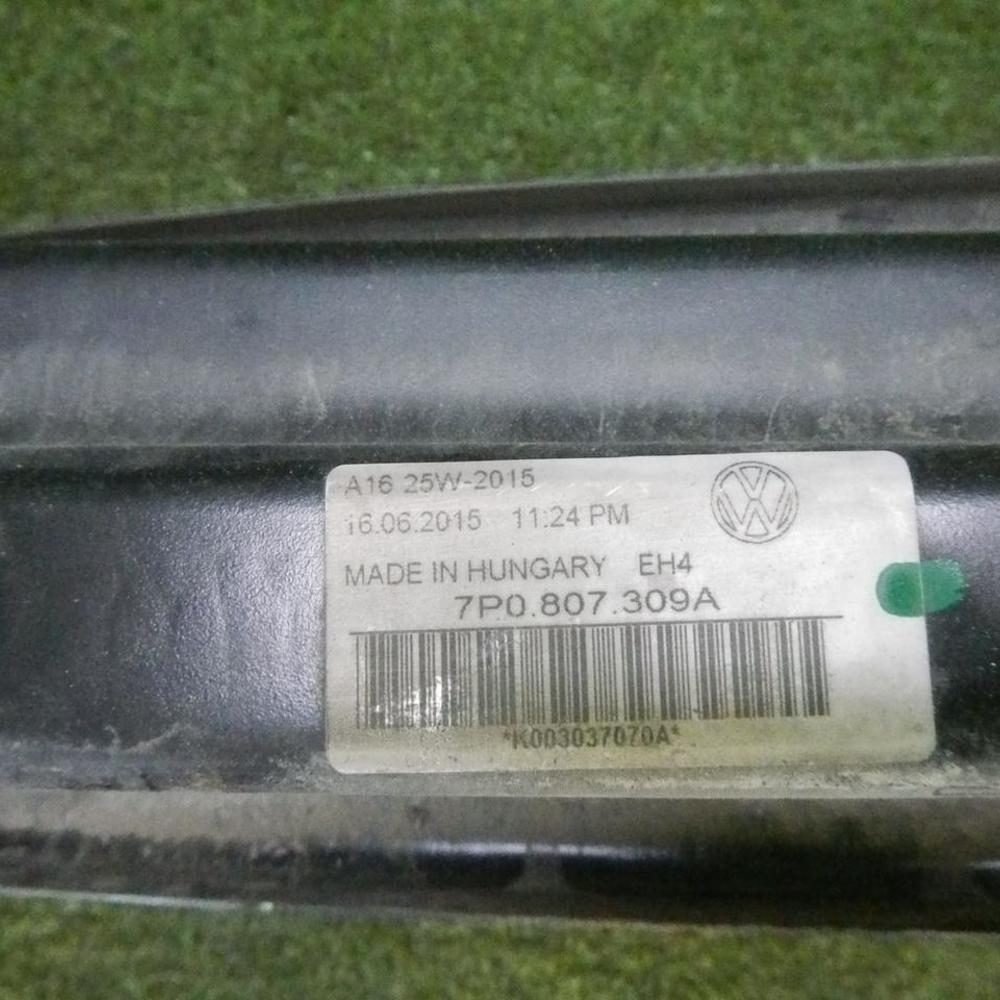 A16 25W-2015
16.06.2015 11:24 PM
MADE IN HUNGARY EH4
7P0.807.309A
*K003037070A*